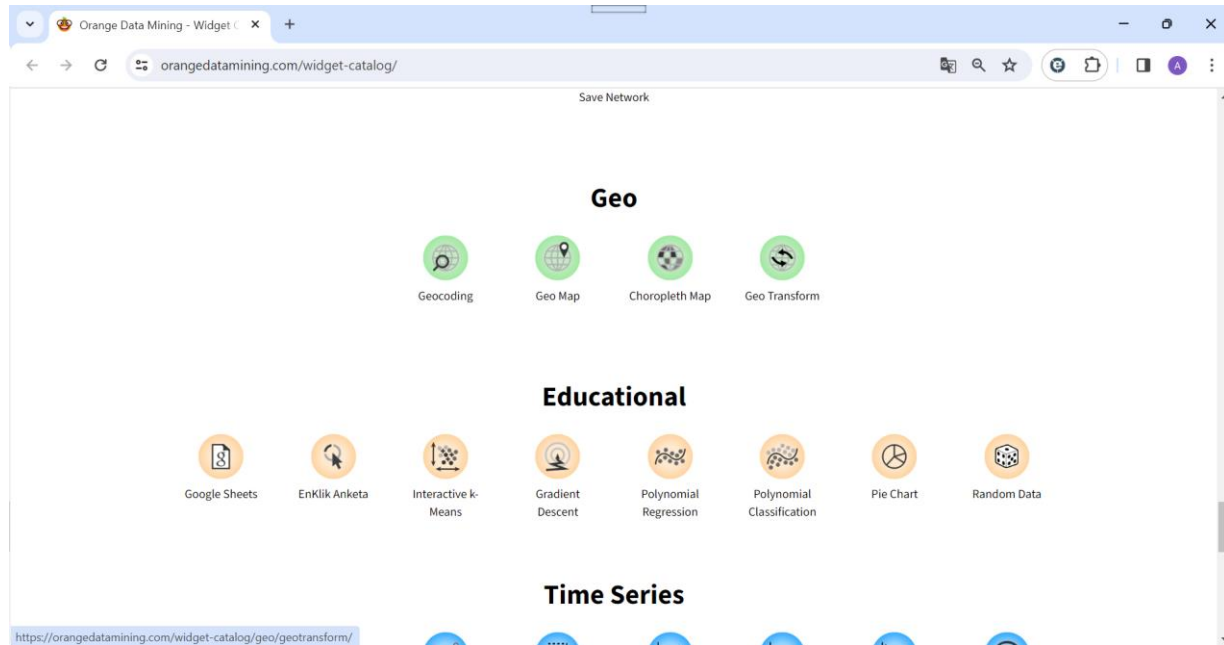 Orange Data Mining - Widget C
orangedatamining.com/widget-catalog/
A
Save Network
Geo
Geocoding Geo Map Choropleth Map Geo Transform
Educational
g
Google Sheets EnKlik Anketa Interactive k- Gradient Polynomial Polynomial Pie Chart Random Data
Means Descent Regression Classification
Time Series
https://orangedatamining.com/widget-catalog/geo/geotransform/